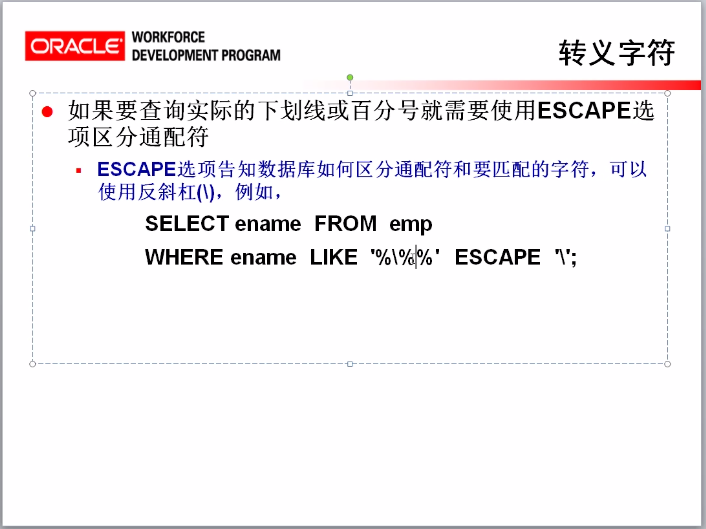 ORACLE
WORKFORCE
DEVELOPMENT PROGRAM
转义字符
如果要查询实际的下划线或百分号就需要使用ESCAPE选
项区分通配符
ESCAPE选项告知数据库如何区分通配符和要匹配的字符，可以
使用反斜杠(\)，例如，
SELECT ename FROM emp
WHERE ename LIKE '%\%%' ESCAPE '\';